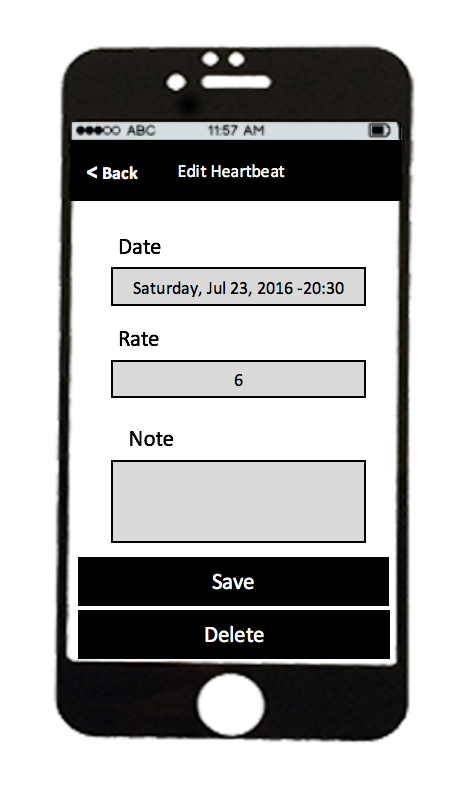 ABC 11:57 AM
< Back Edit Heartbeat
Date
Saturday, Jul 23, 2016 -20:30
Rate
6
Note
Save
Delete